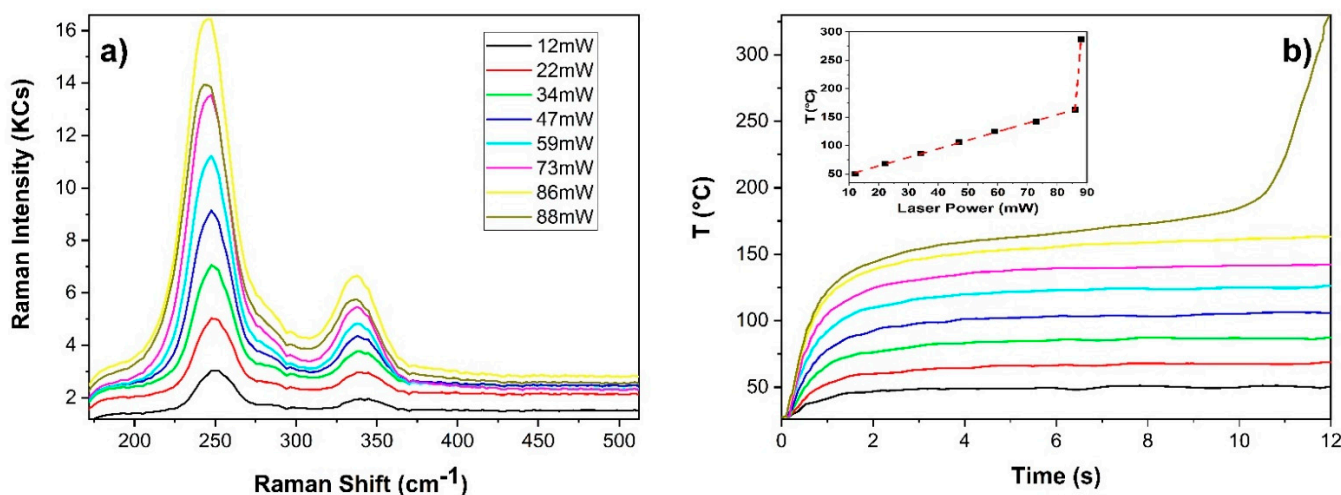 a)
16
14
12
10
8
6
4
2
Raman Intensity (KCs)
200 250 300 350 400 450 500
Raman Shift (cm-1)
12mW
22mW
34mW
47mW
59mW
73mW
86mW
88mW
b)
300
250
200
150
100
50
T (°C)
0 2 4 6 8 10 12
Time (s)
300
250
200
150
100
50
T (°C)
10 20 30 40 50 60 70 80 90
Laser Power (mW)